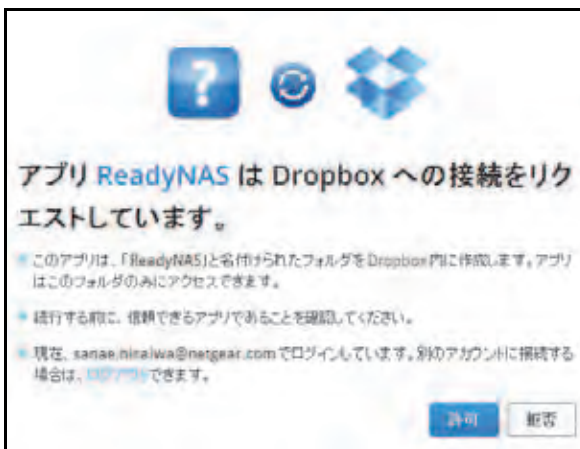 ?
アプリ ReadyNAS は Dropbox への接続をリク
エストしています。
このアプリは、「ReadyNAS」と名付けられたフォルダをDropbox内に作成します。アプリ
はこのフォルダのみにアクセスできます。
続行する前に、信頼できるアプリであることを確認してください。
現在、sanae.hiraiwa@netgear.comでログインしています。別のアカウントに接続する
場合は、ログアウトできます。
許可 拒否